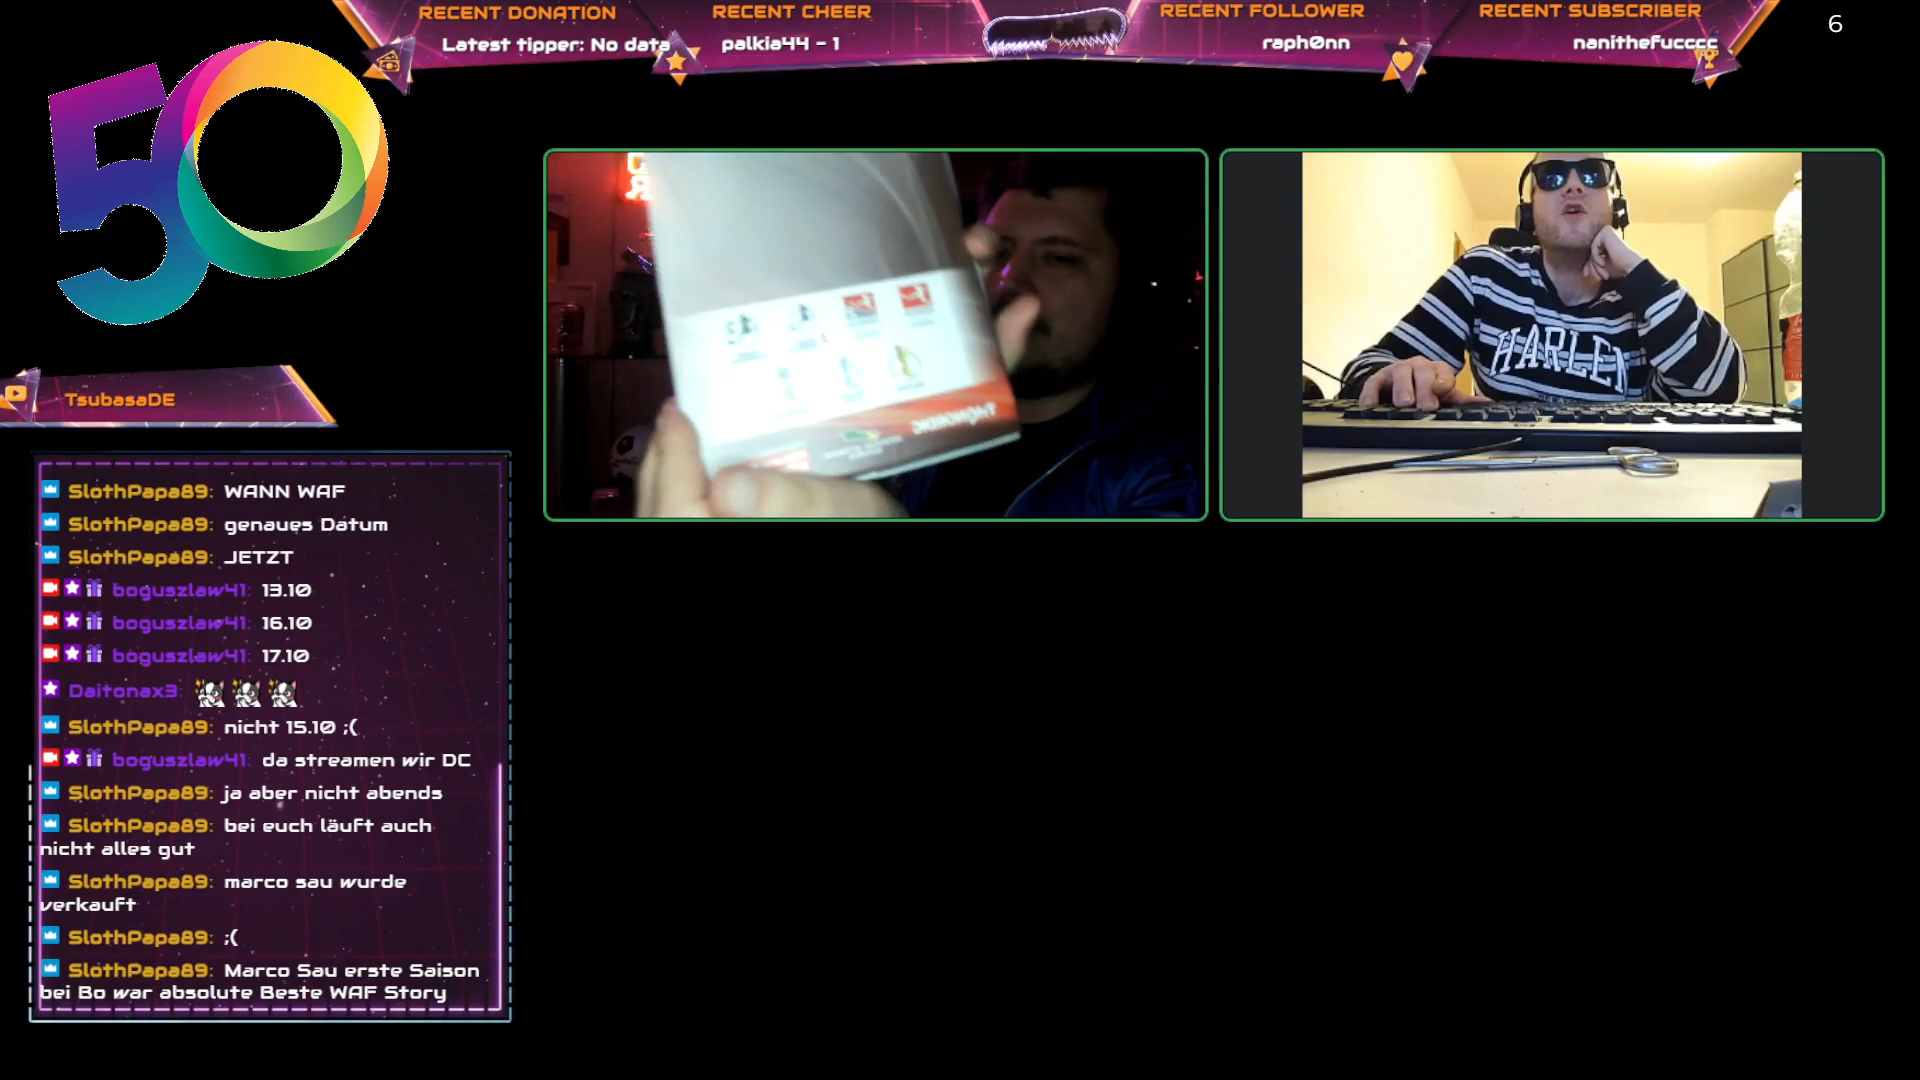 RECENT DONATION
Latest tipper: No data
RECENT CHEER
palkia44 - 1
RECENT FOLLOWER
raph0nn
RECENT SUBSCRIBER
nanithefucccc
6
50
TsubasaDE
SlothPapa89: WANN WAF
SlothPapa89: genaues Datum
SlothPapa89: JETZT
boguszlaw41: 13.10
boguszlaw41: 16.10
boguszlaw41: 17.10
Daitonax3:
SlothPapa89: nicht 15.10 ;(
boguszlaw41: da streamen wir DC
SlothPapa89: ja aber nicht abends
SlothPapa89: bei euch läuft auch
nicht alles gut
SlothPapa89: marco sau wurde
verkauft
SlothPapa89: ;(
SlothPapa89: Marco Sau erste Saison
bei Bo war absolute Beste WAF Story
HARLEM